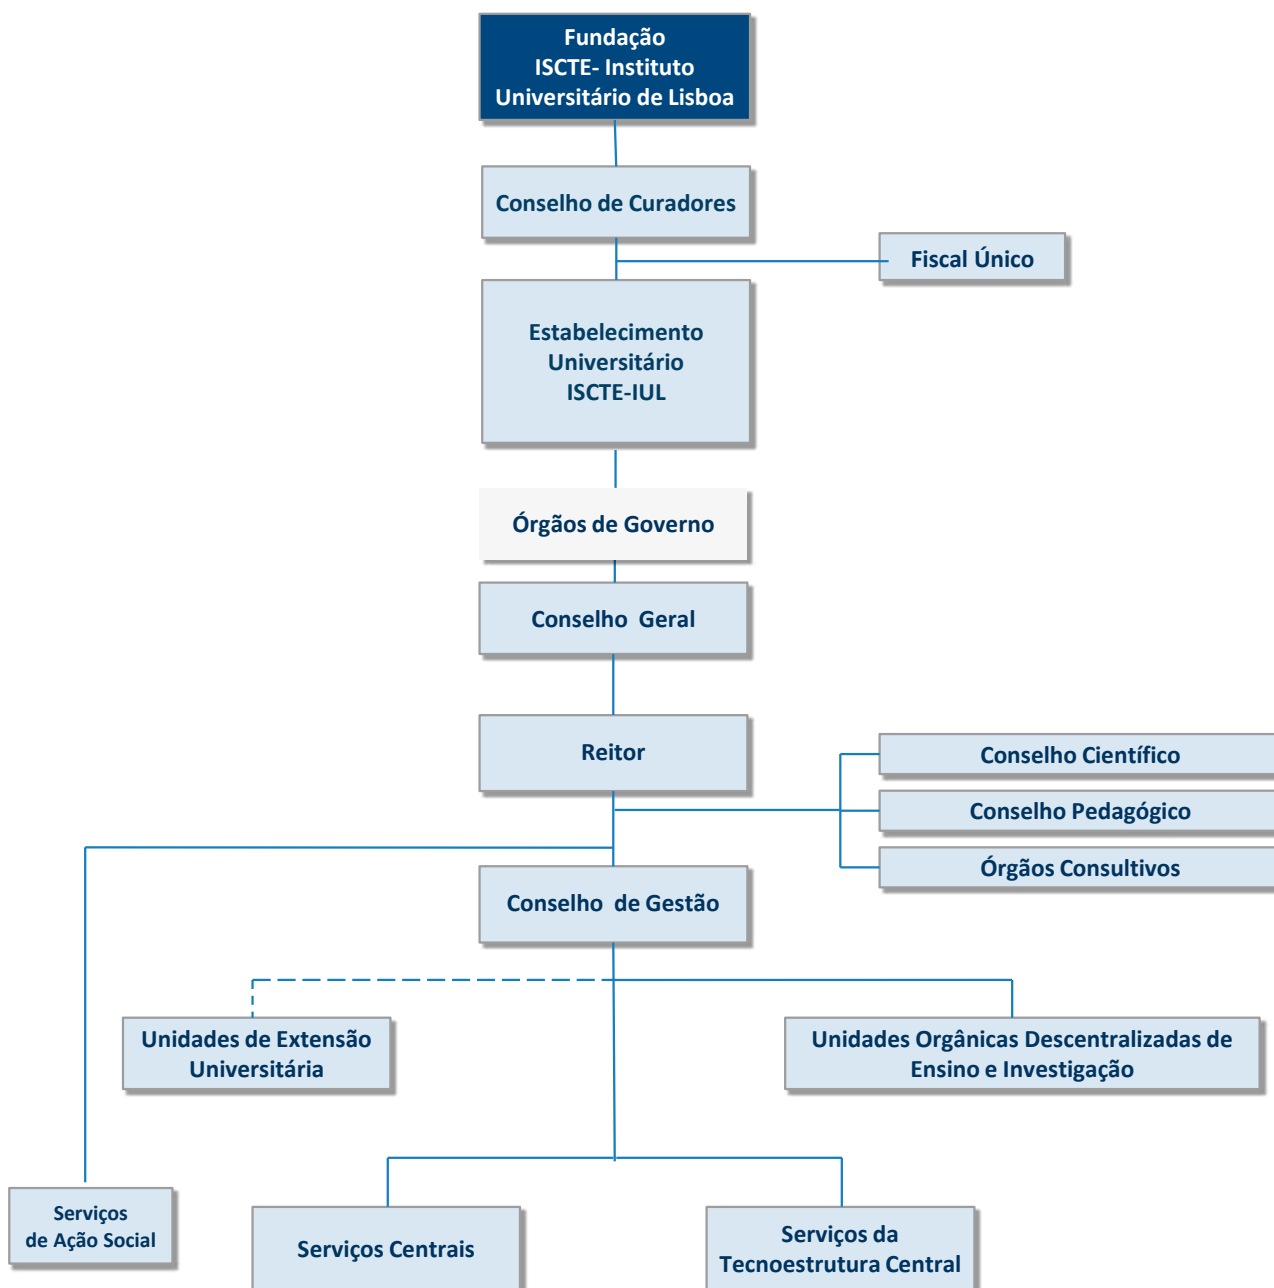 Fundação
ISCTE- Instituto
Universitário de Lisboa
Conselho de Curadores
Fiscal Único
Estabelecimento
Universitário
ISCTE-IUL
Órgãos de Governo
Conselho Geral
Reitor
Conselho Científico
Conselho Pedagógico
Órgãos Consultivos
Conselho de Gestão
Unidades de Extensão
Universitária
Unidades Orgânicas Descentralizadas de
Ensino e Investigação
Serviços
de Ação Social
Serviços Centrais
Serviços da
Tecnoestrutura Central